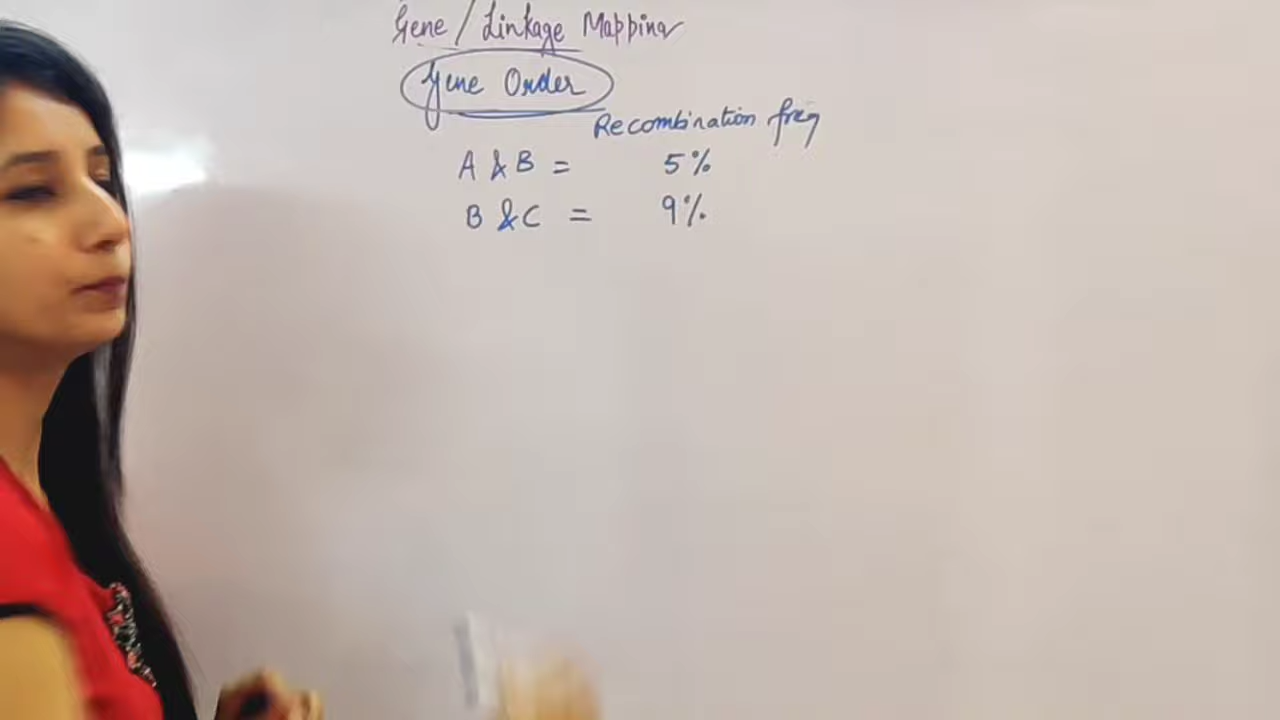 Gene / Linkage Mapping
Gene Order
Recombination freq
A & B = 5%
B & C = 9%